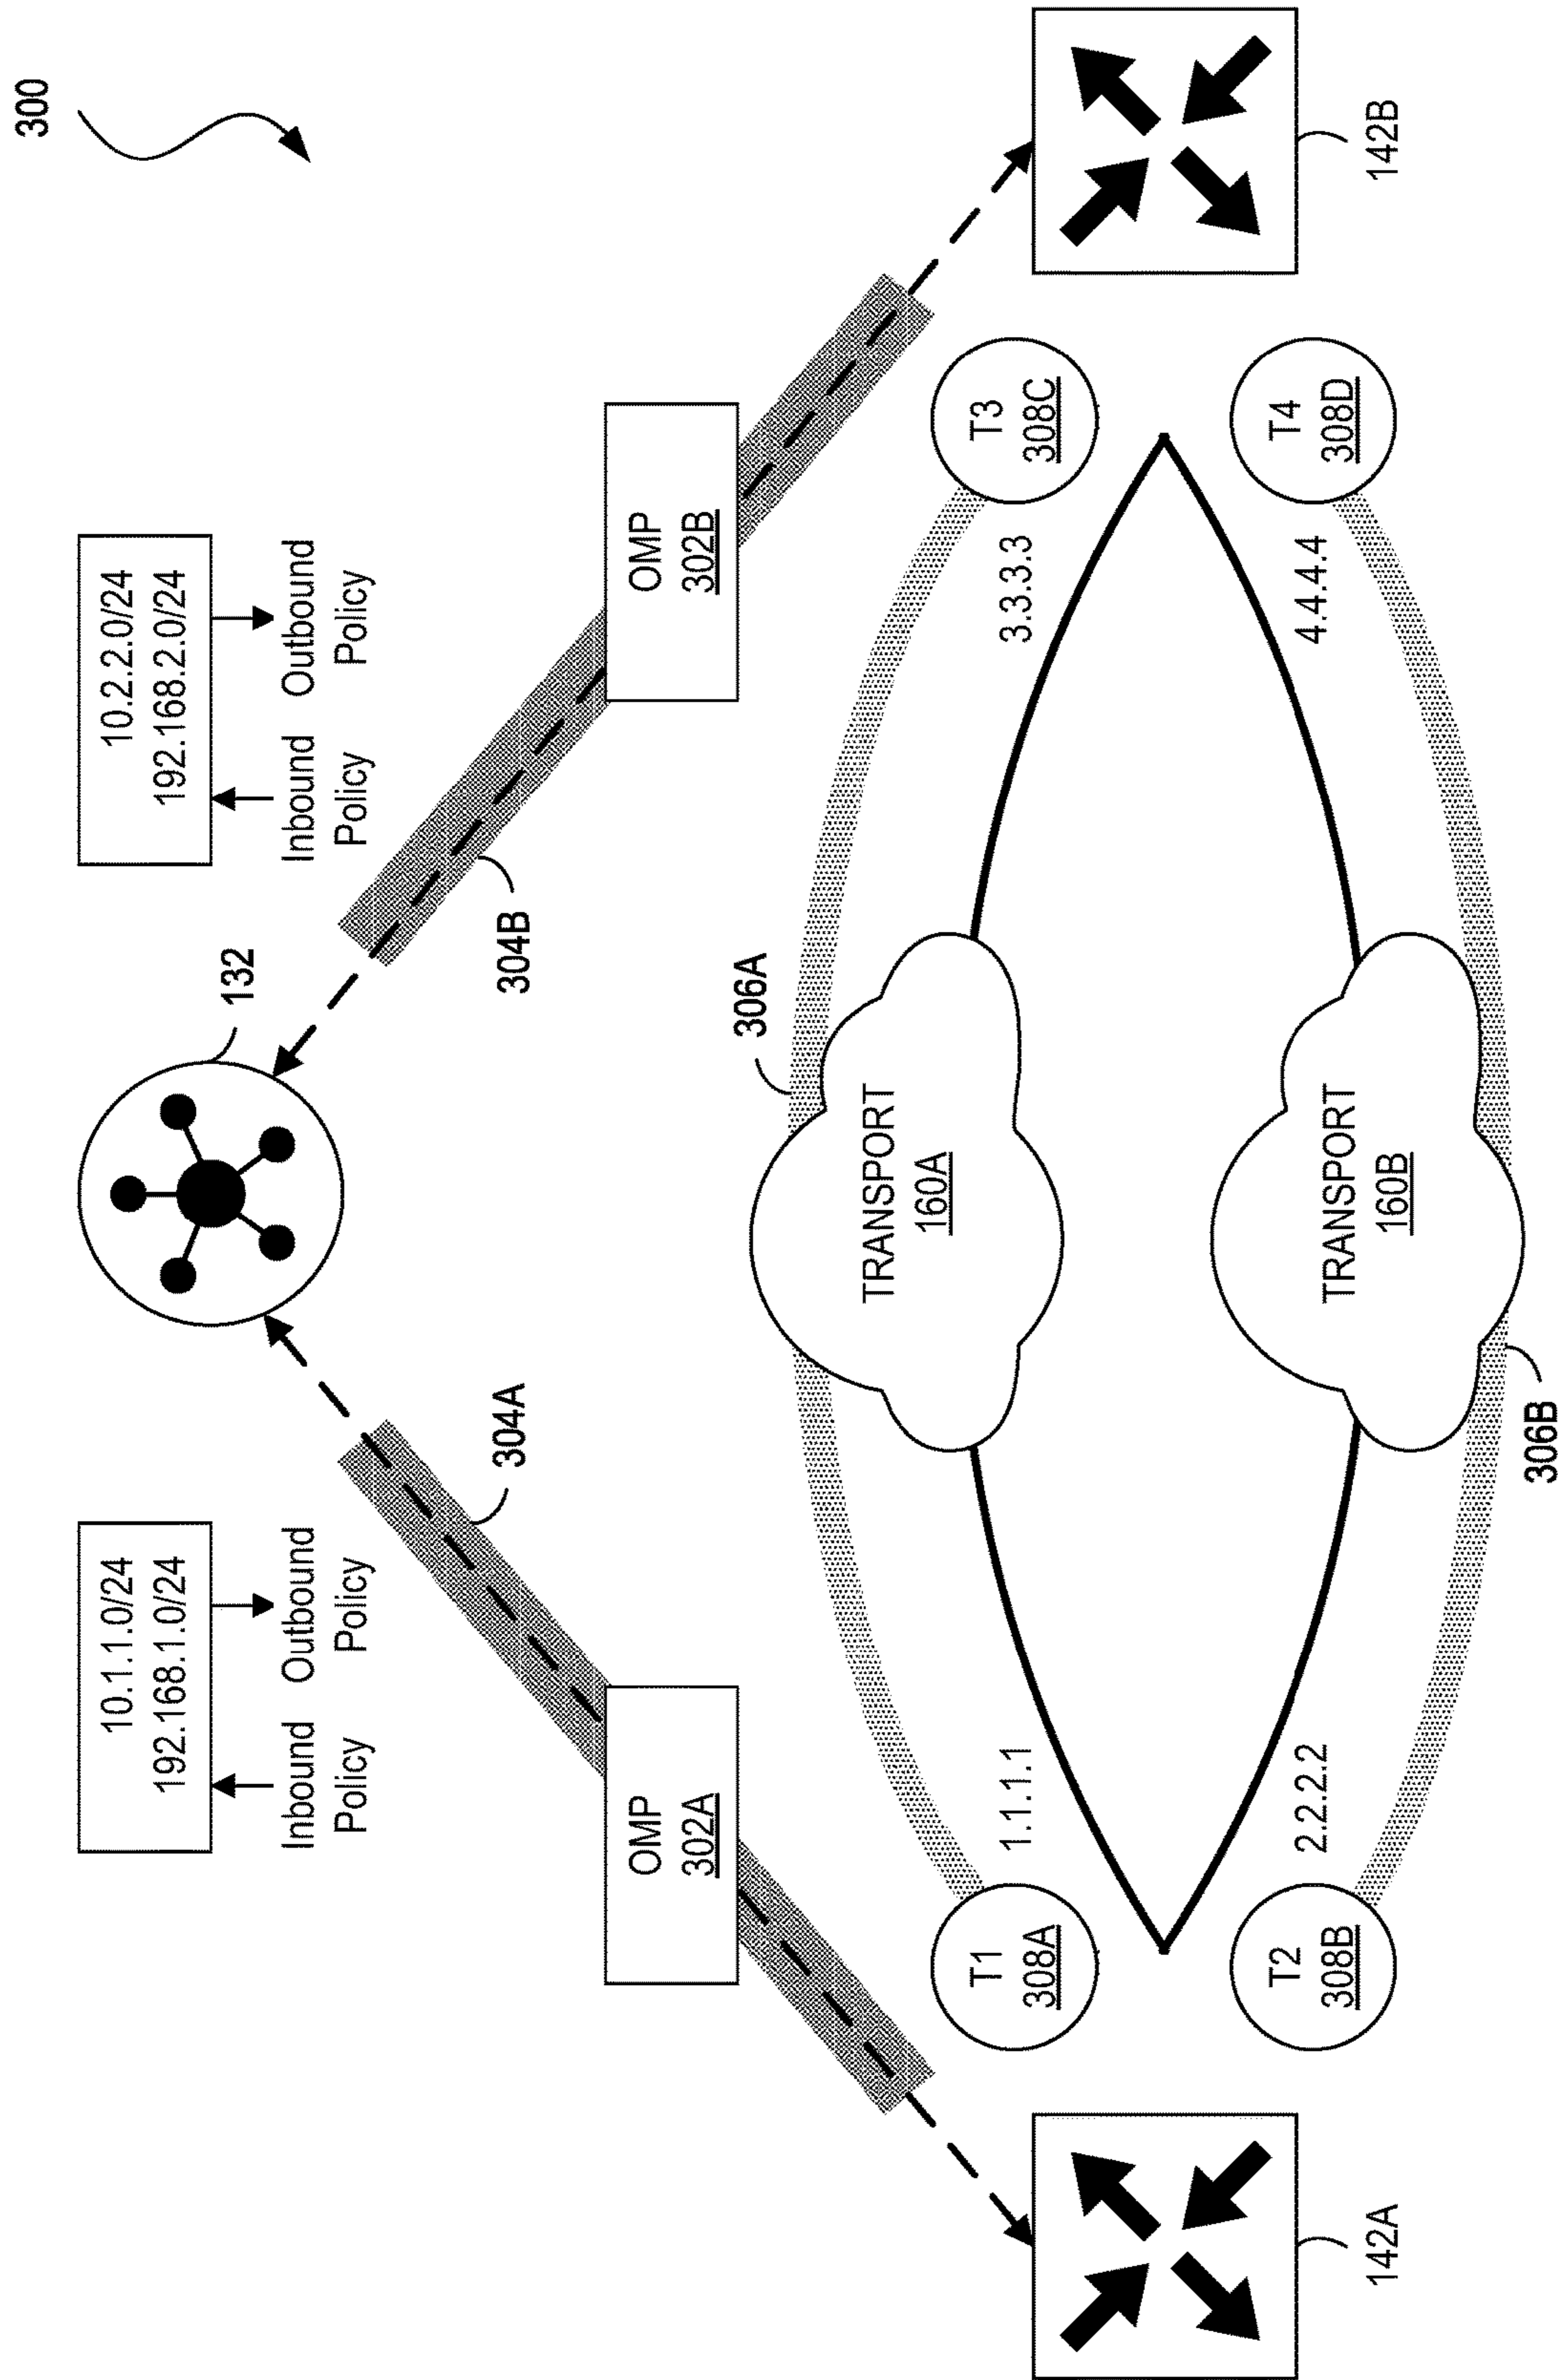 300
10.1.1.0/24
192.168.1.0/24
Inbound
Policy
Outbound
Policy
132
10.2.2.0/24
192.168.2.0/24
Inbound
Policy
Outbound
Policy
304A
304B
OMP
302A
OMP
302B
306A
TRANSPORT
160A
T1
308A
1.1.1.1
3.3.3.3
T3
308C
TRANSPORT
160B
T2
308B
2.2.2.2
4.4.4.4
T4
308D
142A
142B
306B